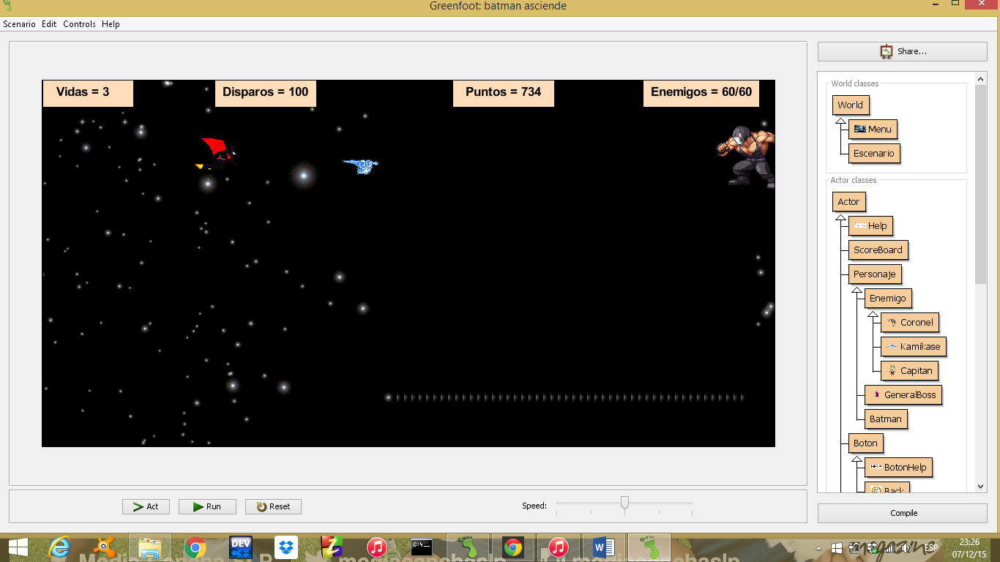 Greenfoot: batman asciende
Scenario Edit Controls Help
Share...
Vidas = 3
Disparos = 100
Puntos = 734
Enemigos = 60/60
World classes
World
Menu
Escenario
Actor classes
Actor
Help
ScoreBoard
Personaje
Enemigo
Coronel
Kamikase
Capitan
GeneralBoss
Batman
Boton
BotonHelp
Back
Act
Run
Reset
Speed:
Compile
DEV
C++
ESP
23:26
07/12/15